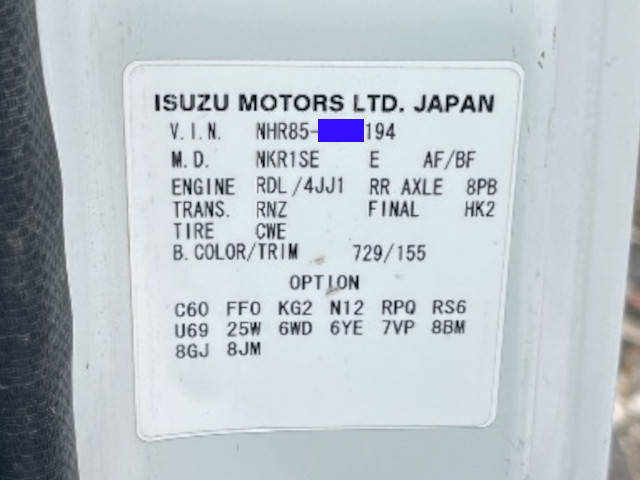 ISUZU MOTORS LTD. JAPAN
V.I.N. NHR85- 194
M.D. NKR1SE E AF/BF
ENGINE RDL/4JJ1 RR AXLE 8PB
TRANS. RNZ FINAL HK2
TIRE CWE
B.COLOR/TRIM 729/155
OPTION
C60 FF0 KG2 N12 RPQ RS6
U69 25W 6WD 6YE 7VP 8BM
8GJ 8JM